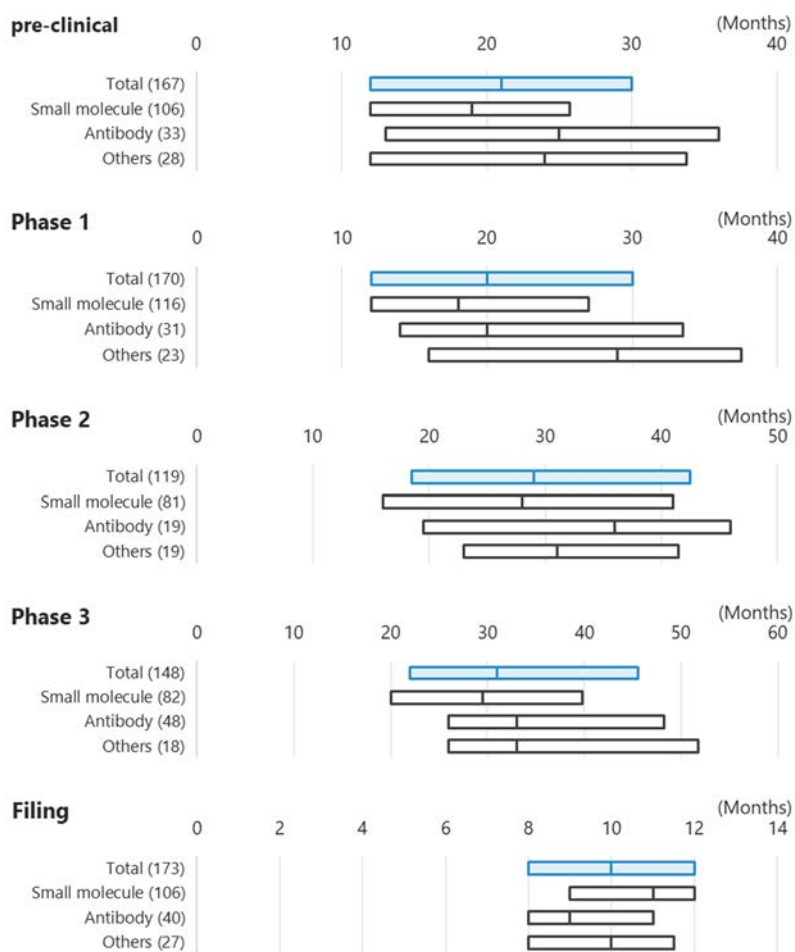 pre-clinical
(Months)
0 10 20 30 40
Total (167)
Small molecule (106)
Antibody (33)
Others (28)
Phase 1
(Months)
0 10 20 30 40
Total (170)
Small molecule (116)
Antibody (31)
Others (23)
Phase 2
(Months)
0 10 20 30 40 50
Total (119)
Small molecule (81)
Antibody (19)
Others (19)
Phase 3
(Months)
0 10 20 30 40 50 60
Total (148)
Small molecule (82)
Antibody (48)
Others (18)
Filing
(Months)
0 2 4 6 8 10 12 14
Total (173)
Small molecule (106)
Antibody (40)
Others (27)